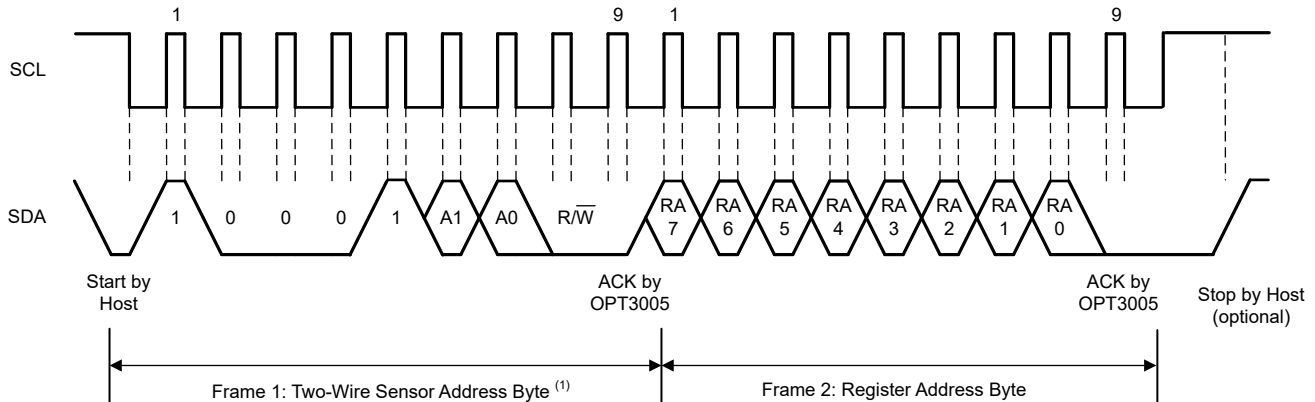 1 9 1 9
SCL
SDA
1 0 0 0 1 A1 A0 R/W̅ RA RA RA RA RA RA RA RA
7 6 5 4 3 2 1 0
Start by
Host
ACK by
OPT3005
ACK by
OPT3005
Stop by Host
(optional)
Frame 1: Two-Wire Sensor Address Byte (1)
Frame 2: Register Address Byte